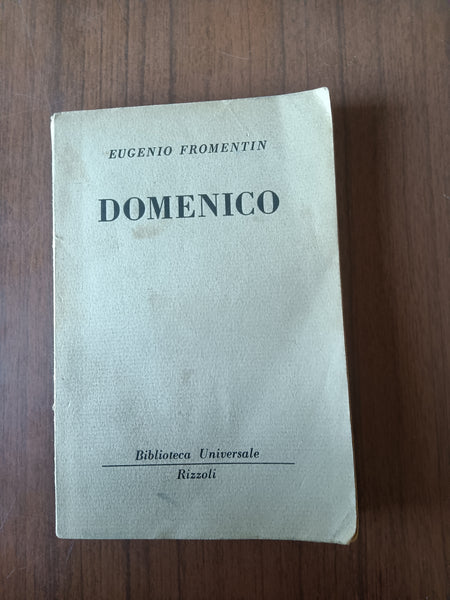 EUGENIO FROMENTIN
DOMENICO
Biblioteca Universale
Rizzoli